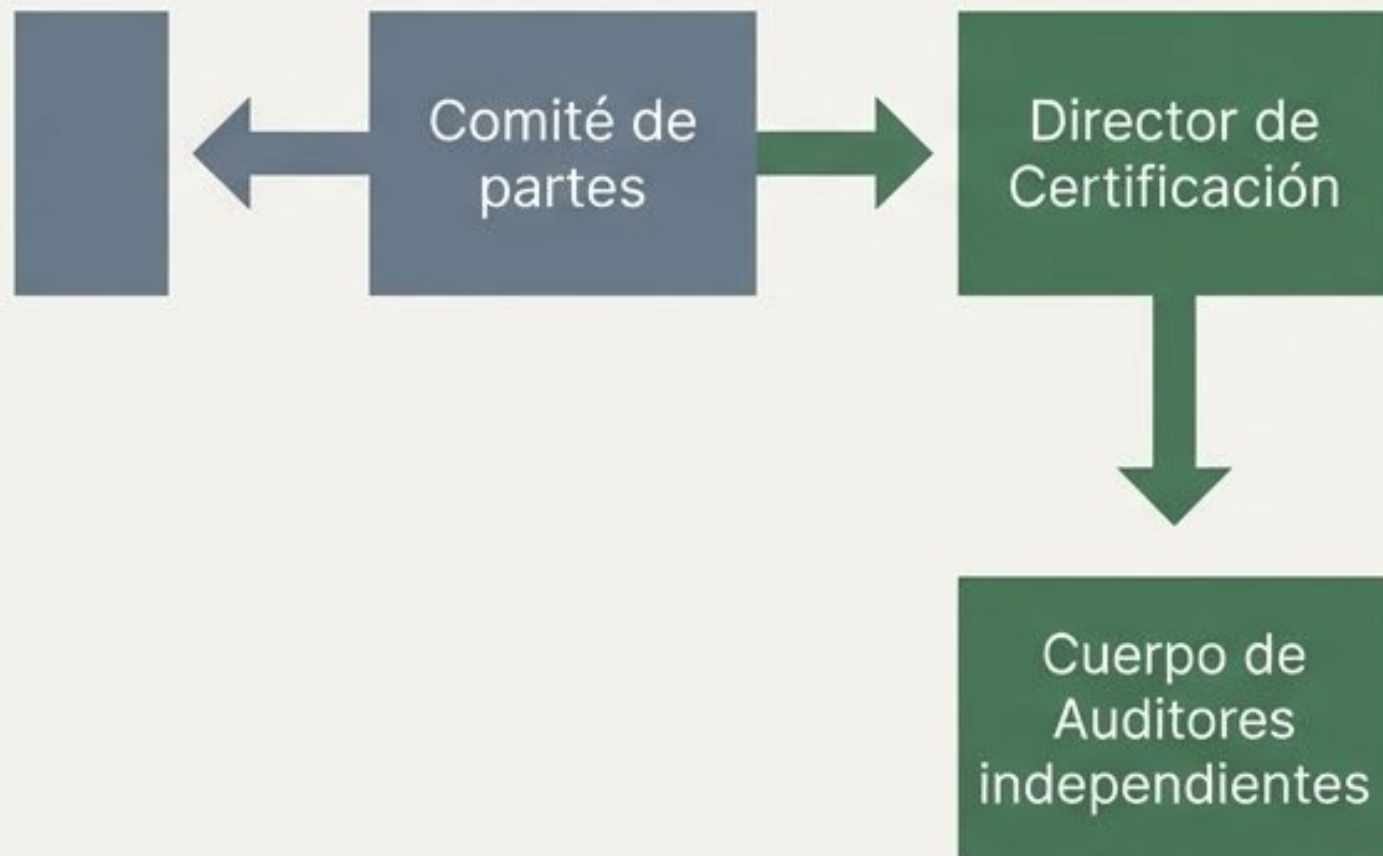 Comité de
partes
Director de
Certificación
Cuerpo de
Auditores
independientes